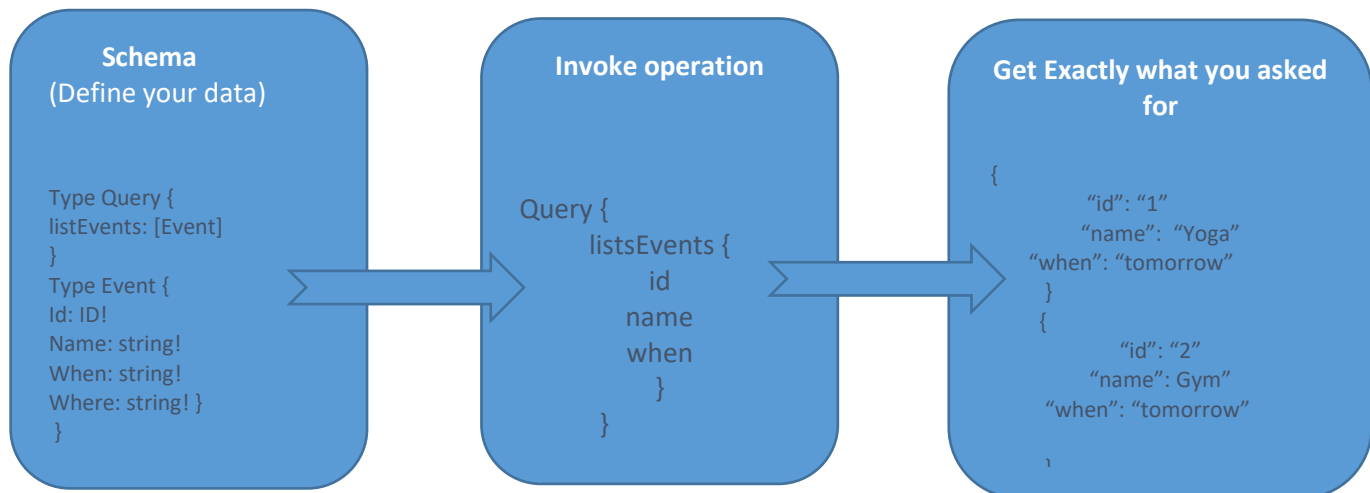 Schema
(Define your data)
Type Query {
listEvents: [Event]
}
Type Event {
Id: ID!
Name: string!
When: string!
Where: string! }
}
Invoke operation
Query {
listsEvents {
id
name
when
}
}
Get Exactly what you asked
for
{
“id”: “1”
“name”: “Yoga”
“when”: “tomorrow”
}
{
“id”: “2”
“name”: Gym”
“when”: “tomorrow”